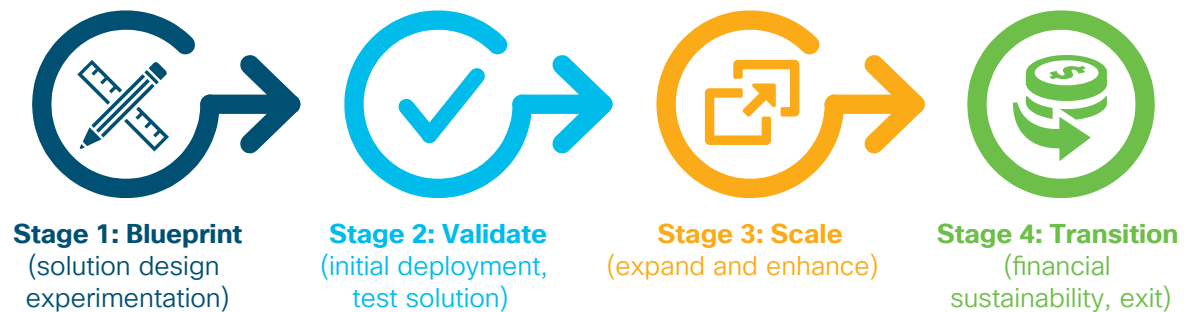 $
Stage 1: Blueprint
(solution design
experimentation)
Stage 2: Validate
(initial deployment,
test solution)
Stage 3: Scale
(expand and enhance)
Stage 4: Transition
(financial
sustainability, exit)